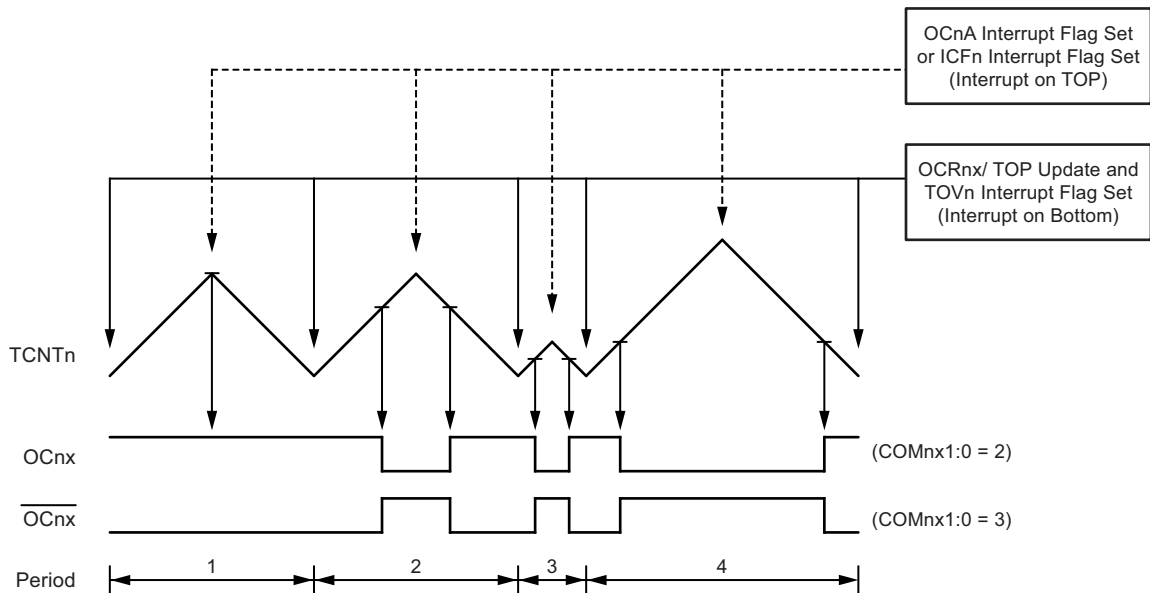 OCnA Interrupt Flag Set
or ICFn Interrupt Flag Set
(Interrupt on TOP)
OCRnx/ TOP Update and
TOVn Interrupt Flag Set
(Interrupt on Bottom)
TCNTn
OCnx
(COMnx1:0 = 2)
OCnx
(COMnx1:0 = 3)
Period
1
2
3
4